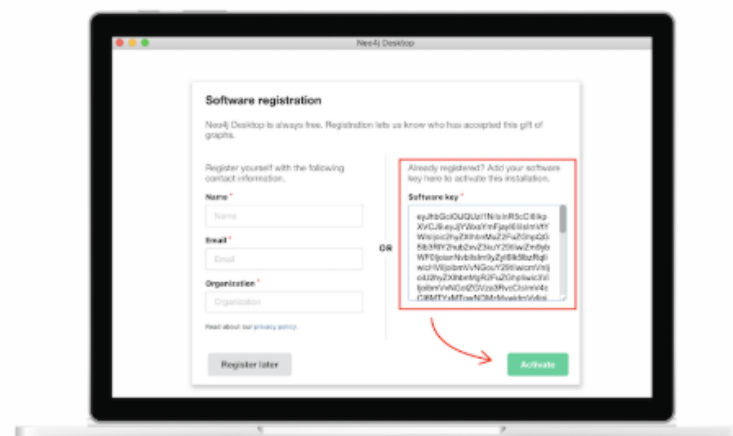 Neo4j Desktop
Software registration
Neo4j Desktop is always free. Registration lets us know who has accepted this gift of
graphs.
Register yourself with the following
contact information.
Name *
Name
Email *
Email
Organization *
Organization
Read about our privacy policy.
Register later
OR
Already registered? Add your software
key here to activate this installation.
Software key *
Activate